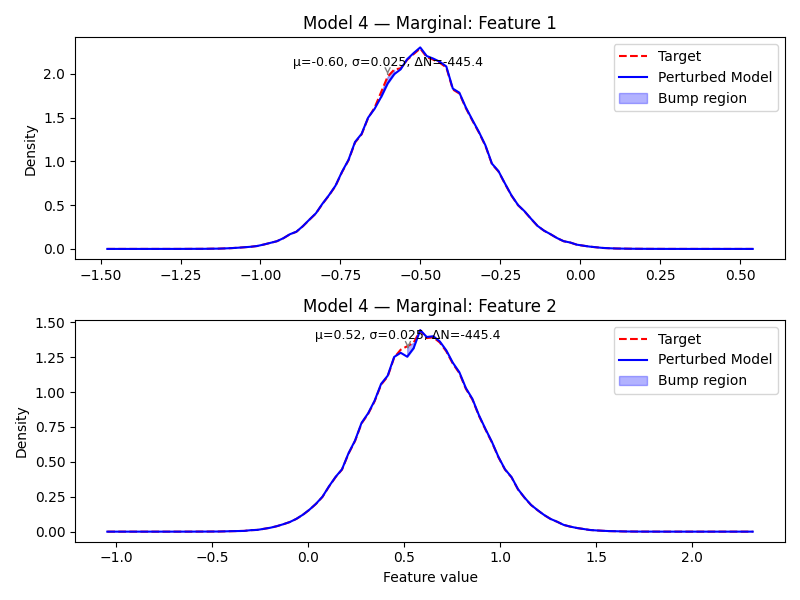 Model 4 — Marginal: Feature 1
μ=-0.60, σ=0.025, ΔN=-445.4
Target
Perturbed Model
Bump region
Density
2.0
1.5
1.0
0.5
0.0
−1.50 −1.25 −1.00 −0.75 −0.50 −0.25 0.00 0.25 0.50
Model 4 — Marginal: Feature 2
μ=0.52, σ=0.025, ΔN=-445.4
Target
Perturbed Model
Bump region
Density
1.50
1.25
1.00
0.75
0.50
0.25
0.00
−1.0 −0.5 0.0 0.5 1.0 1.5 2.0
Feature value